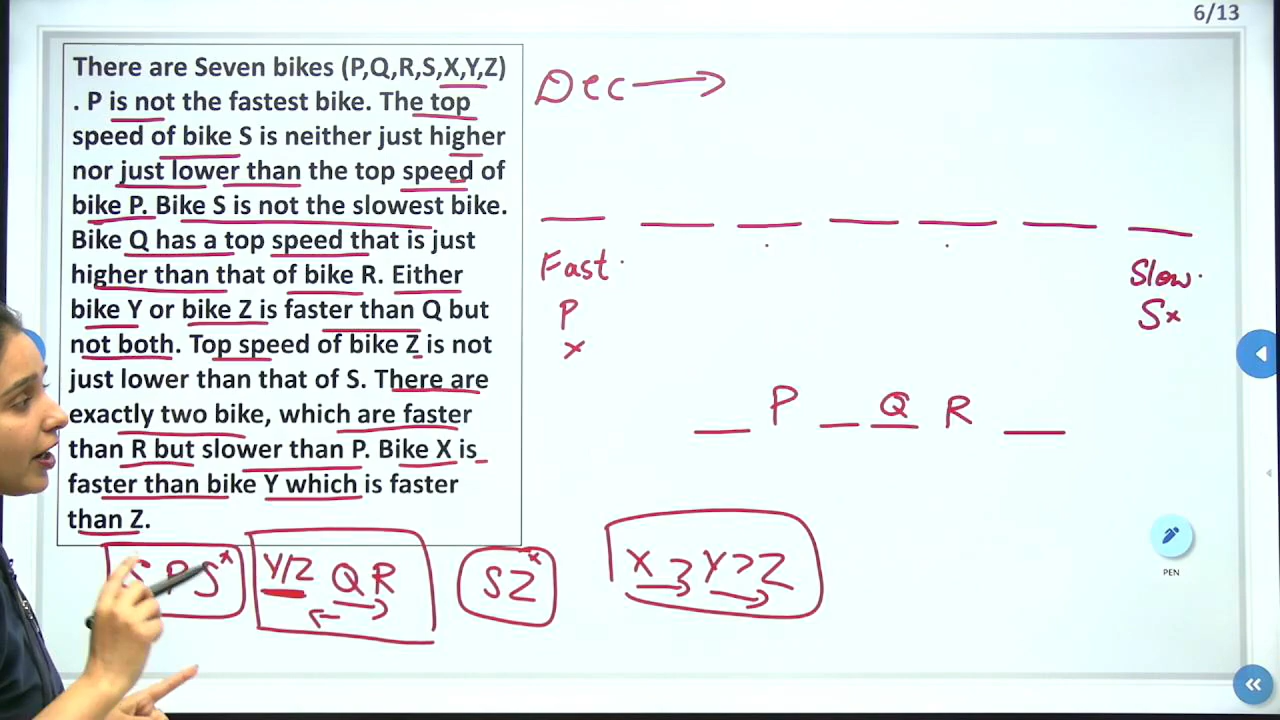 6/13
There are Seven bikes (P,Q,R,S,X,Y,Z)
. P is not the fastest bike. The top
speed of bike S is neither just higher
nor just lower than the top speed of
bike P. Bike S is not the slowest bike.
Bike Q has a top speed that is just
higher than that of bike R. Either
bike Y or bike Z is faster than Q but
not both. Top speed of bike Z is not
just lower than that of S. There are
exactly two bike, which are faster
than R but slower than P. Bike X is
faster than bike Y which is faster
than Z.
Dec →
Fast Slow
P S×
×
P Q R
P S ×
Y/Z Q R
S Z ×
X > Y > Z
PEN